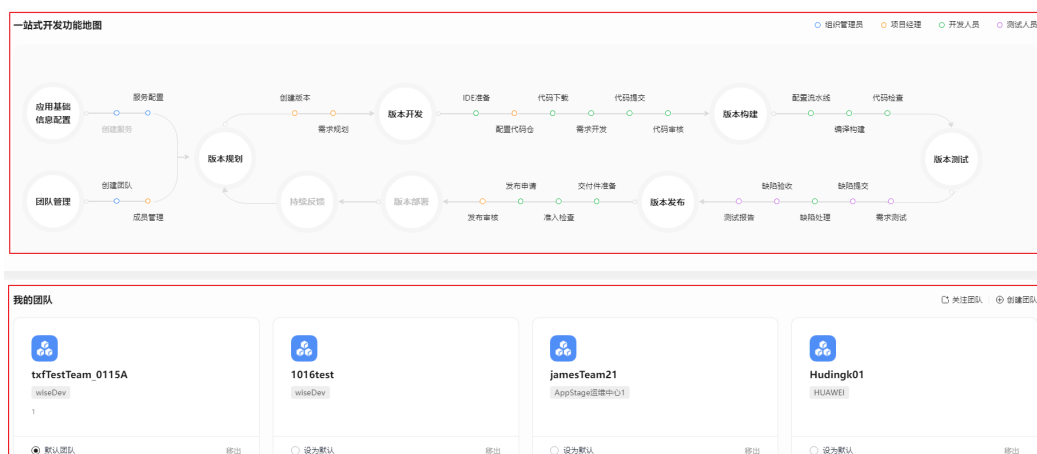 一站式开发功能地图
组织管理员 项目经理 开发人员 测试人员
服务配置 创建版本 IDE准备 代码下载 代码提交 配置流水线 代码检查
应用基础
信息配置
版本开发 版本构建
创建服务 需求规划 配置代码仓 需求开发 代码审核 编译构建
版本规划 版本测试
创建团队 发布申请 交付件准备 缺陷验收 缺陷提交
团队管理 持续反馈 版本部署 版本发布
成员管理 发布审核 准入检查 测试报告 缺陷处理 需求测试
我的团队 关注团队 创建团队
txfTestTeam_0115A 1016test jamesTeam21 Hudingk01
wiseDev wiseDev AppStage运维中心1 HUAWEI
1
默认团队 移出 设为默认 移出 设为默认 移出 设为默认 移出